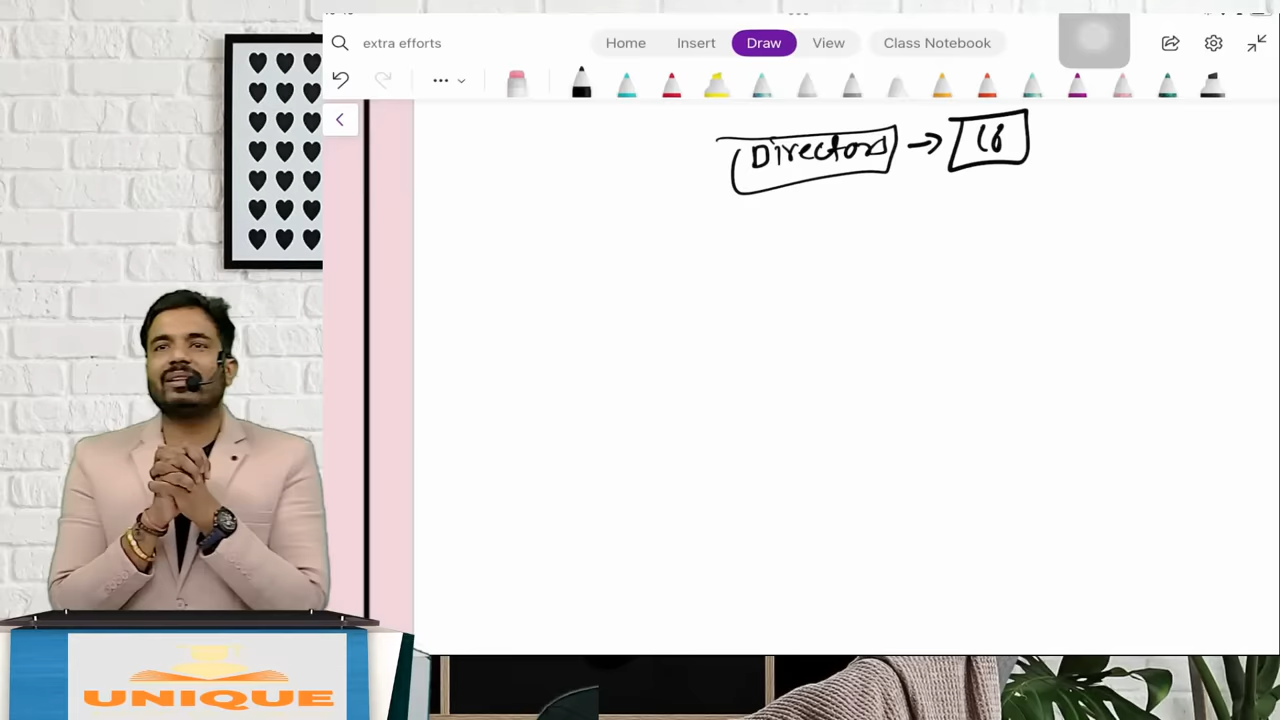 extra efforts
Home Insert Draw View Class Notebook
Directors → 18
UNIQUE